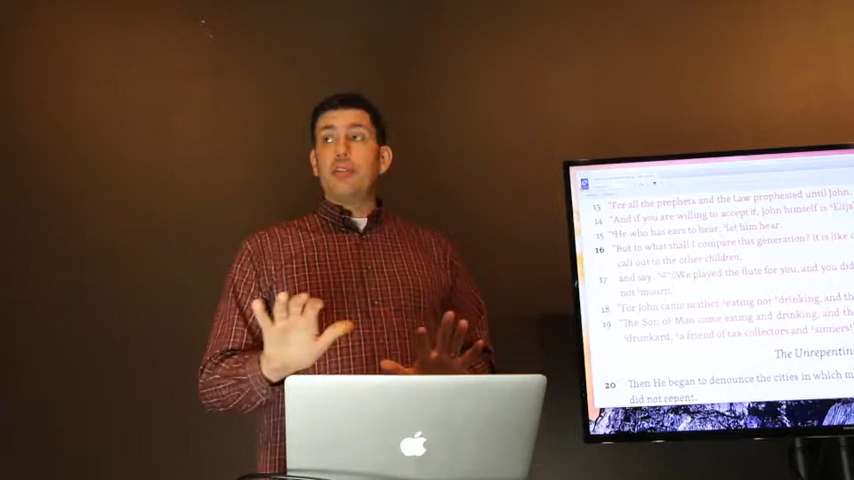 13 "For all the prophets and the Law prophested until John.
14 "And if you are willing to accept it, John himself is Elija
15 "He who has ears to hear, let him hear.
16 "But to what shall I compare this generation? It is like
call out to the other children,
17 and say, 'We played the flute for you, and you did
not mourn.'
18 "For John came neither eating nor drinking, and
19 "The Son of Man came eating and drinking, and
drunkard, a friend of tax collectors and sinners!'
The Unrepentin
20 Then He began to denounce the cities in which
did not repent.